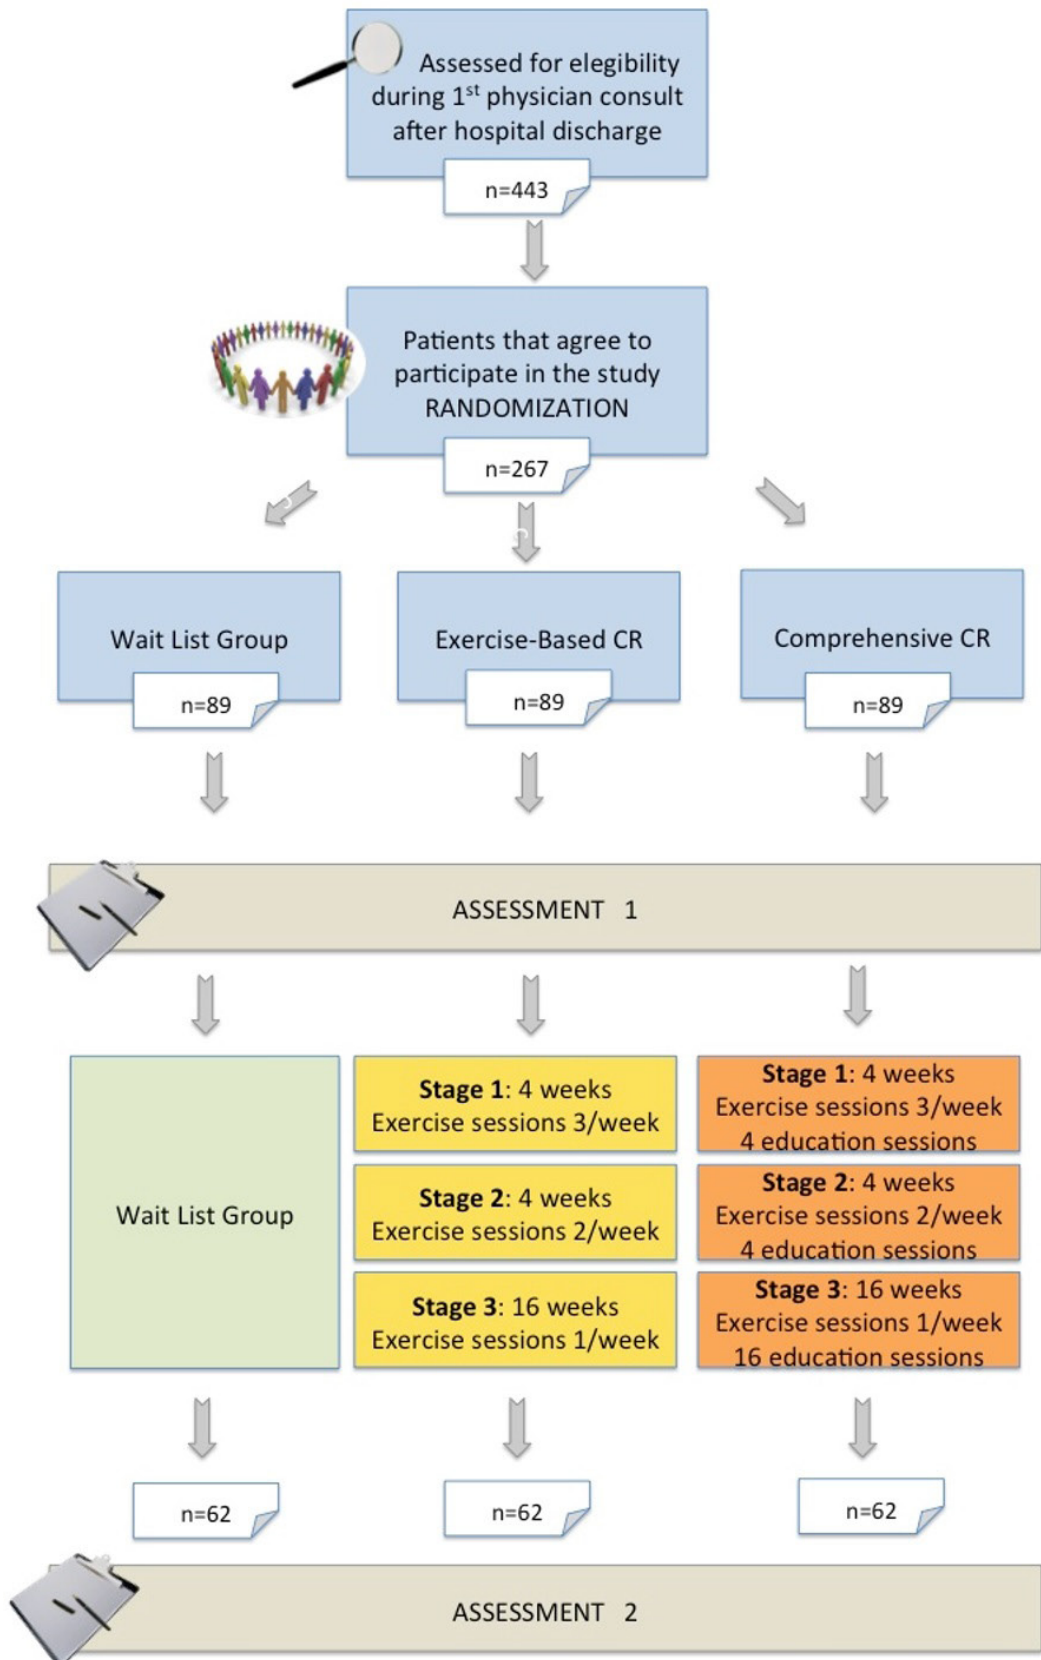 Assessed for elegibility
during 1st physician consult
after hospital discharge
n=443
Patients that agree to
participate in the study
RANDOMIZATION
n=267
Wait List Group
n=89
Exercise-Based CR
n=89
Comprehensive CR
n=89
ASSESSMENT 1
Wait List Group
Stage 1: 4 weeks
Exercise sessions 3/week
Stage 2: 4 weeks
Exercise sessions 2/week
Stage 3: 16 weeks
Exercise sessions 1/week
Stage 1: 4 weeks
Exercise sessions 3/week
4 education sessions
Stage 2: 4 weeks
Exercise sessions 2/week
4 education sessions
Stage 3: 16 weeks
Exercise sessions 1/week
16 education sessions
n=62
n=62
n=62
ASSESSMENT 2